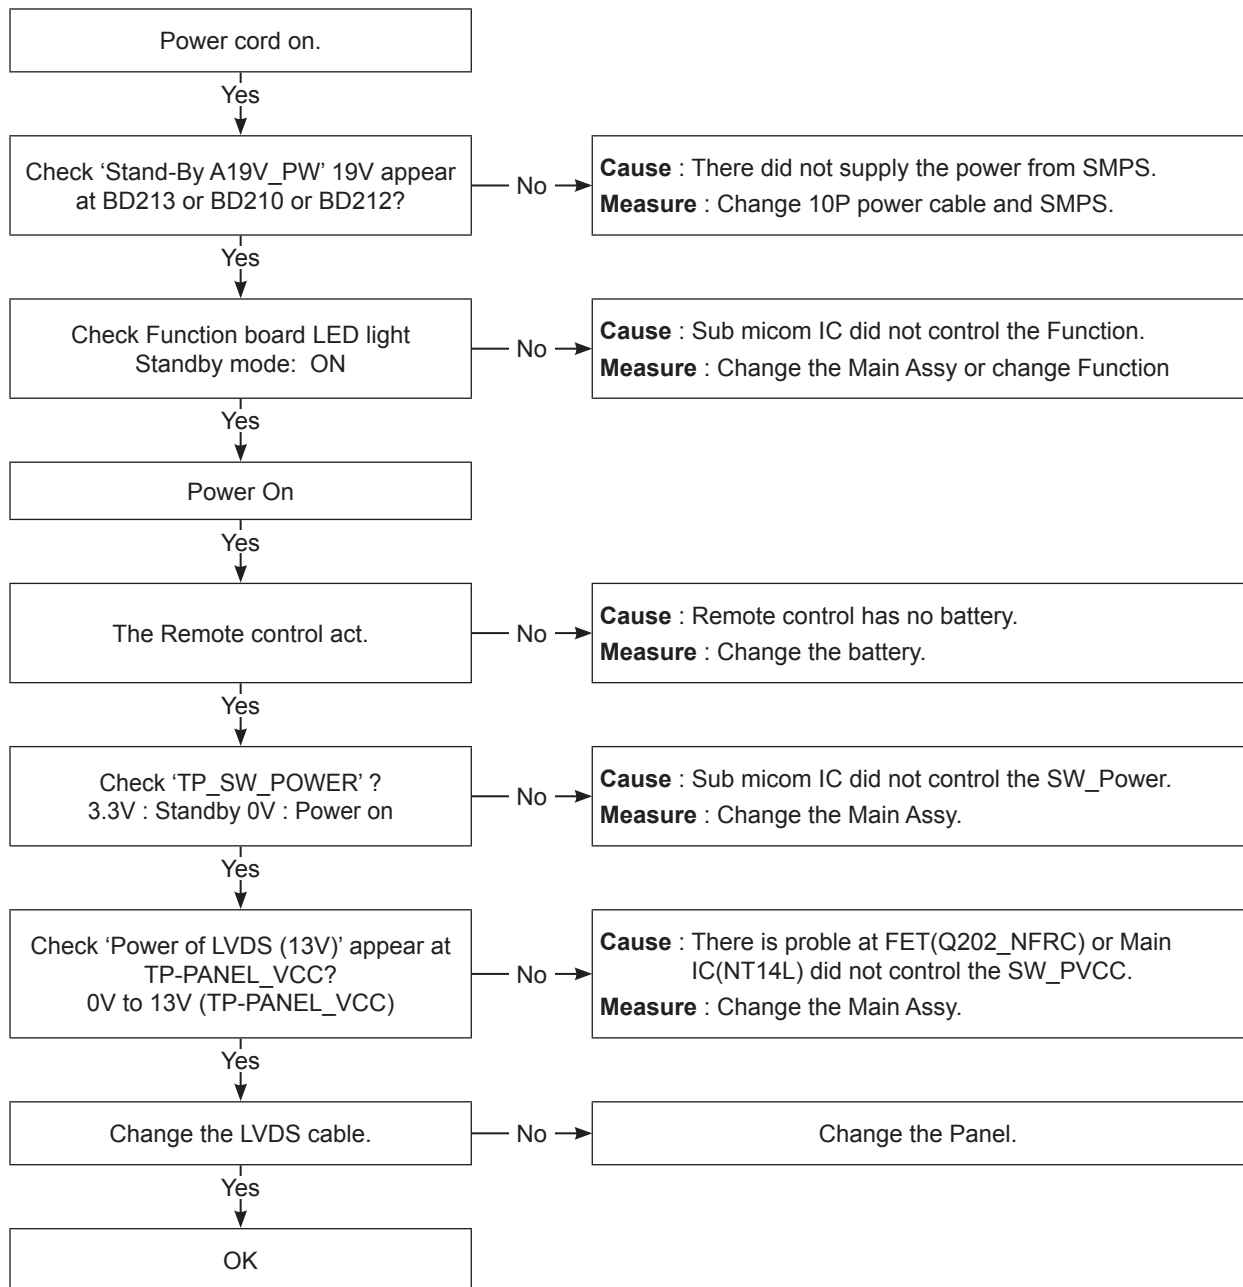 Power cord on.
Yes
Check ‘Stand-By A19V_PW’ 19V appear
at BD213 or BD210 or BD212?
No
Cause : There did not supply the power from SMPS.
Measure : Change 10P power cable and SMPS.
Yes
Check Function board LED light
Standby mode: ON
No
Cause : Sub micom IC did not control the Function.
Measure : Change the Main Assy or change Function
Yes
Power On
Yes
The Remote control act.
No
Cause : Remote control has no battery.
Measure : Change the battery.
Yes
Check ‘TP_SW_POWER’ ?
3.3V : Standby 0V : Power on
No
Cause : Sub micom IC did not control the SW_Power.
Measure : Change the Main Assy.
Yes
Check ‘Power of LVDS (13V)’ appear at
TP-PANEL_VCC?
0V to 13V (TP-PANEL_VCC)
No
Cause : There is proble at FET(Q202_NFRC) or Main
IC(NT14L) did not control the SW_PVCC.
Measure : Change the Main Assy.
Yes
Change the LVDS cable.
No
Change the Panel.
Yes
OK